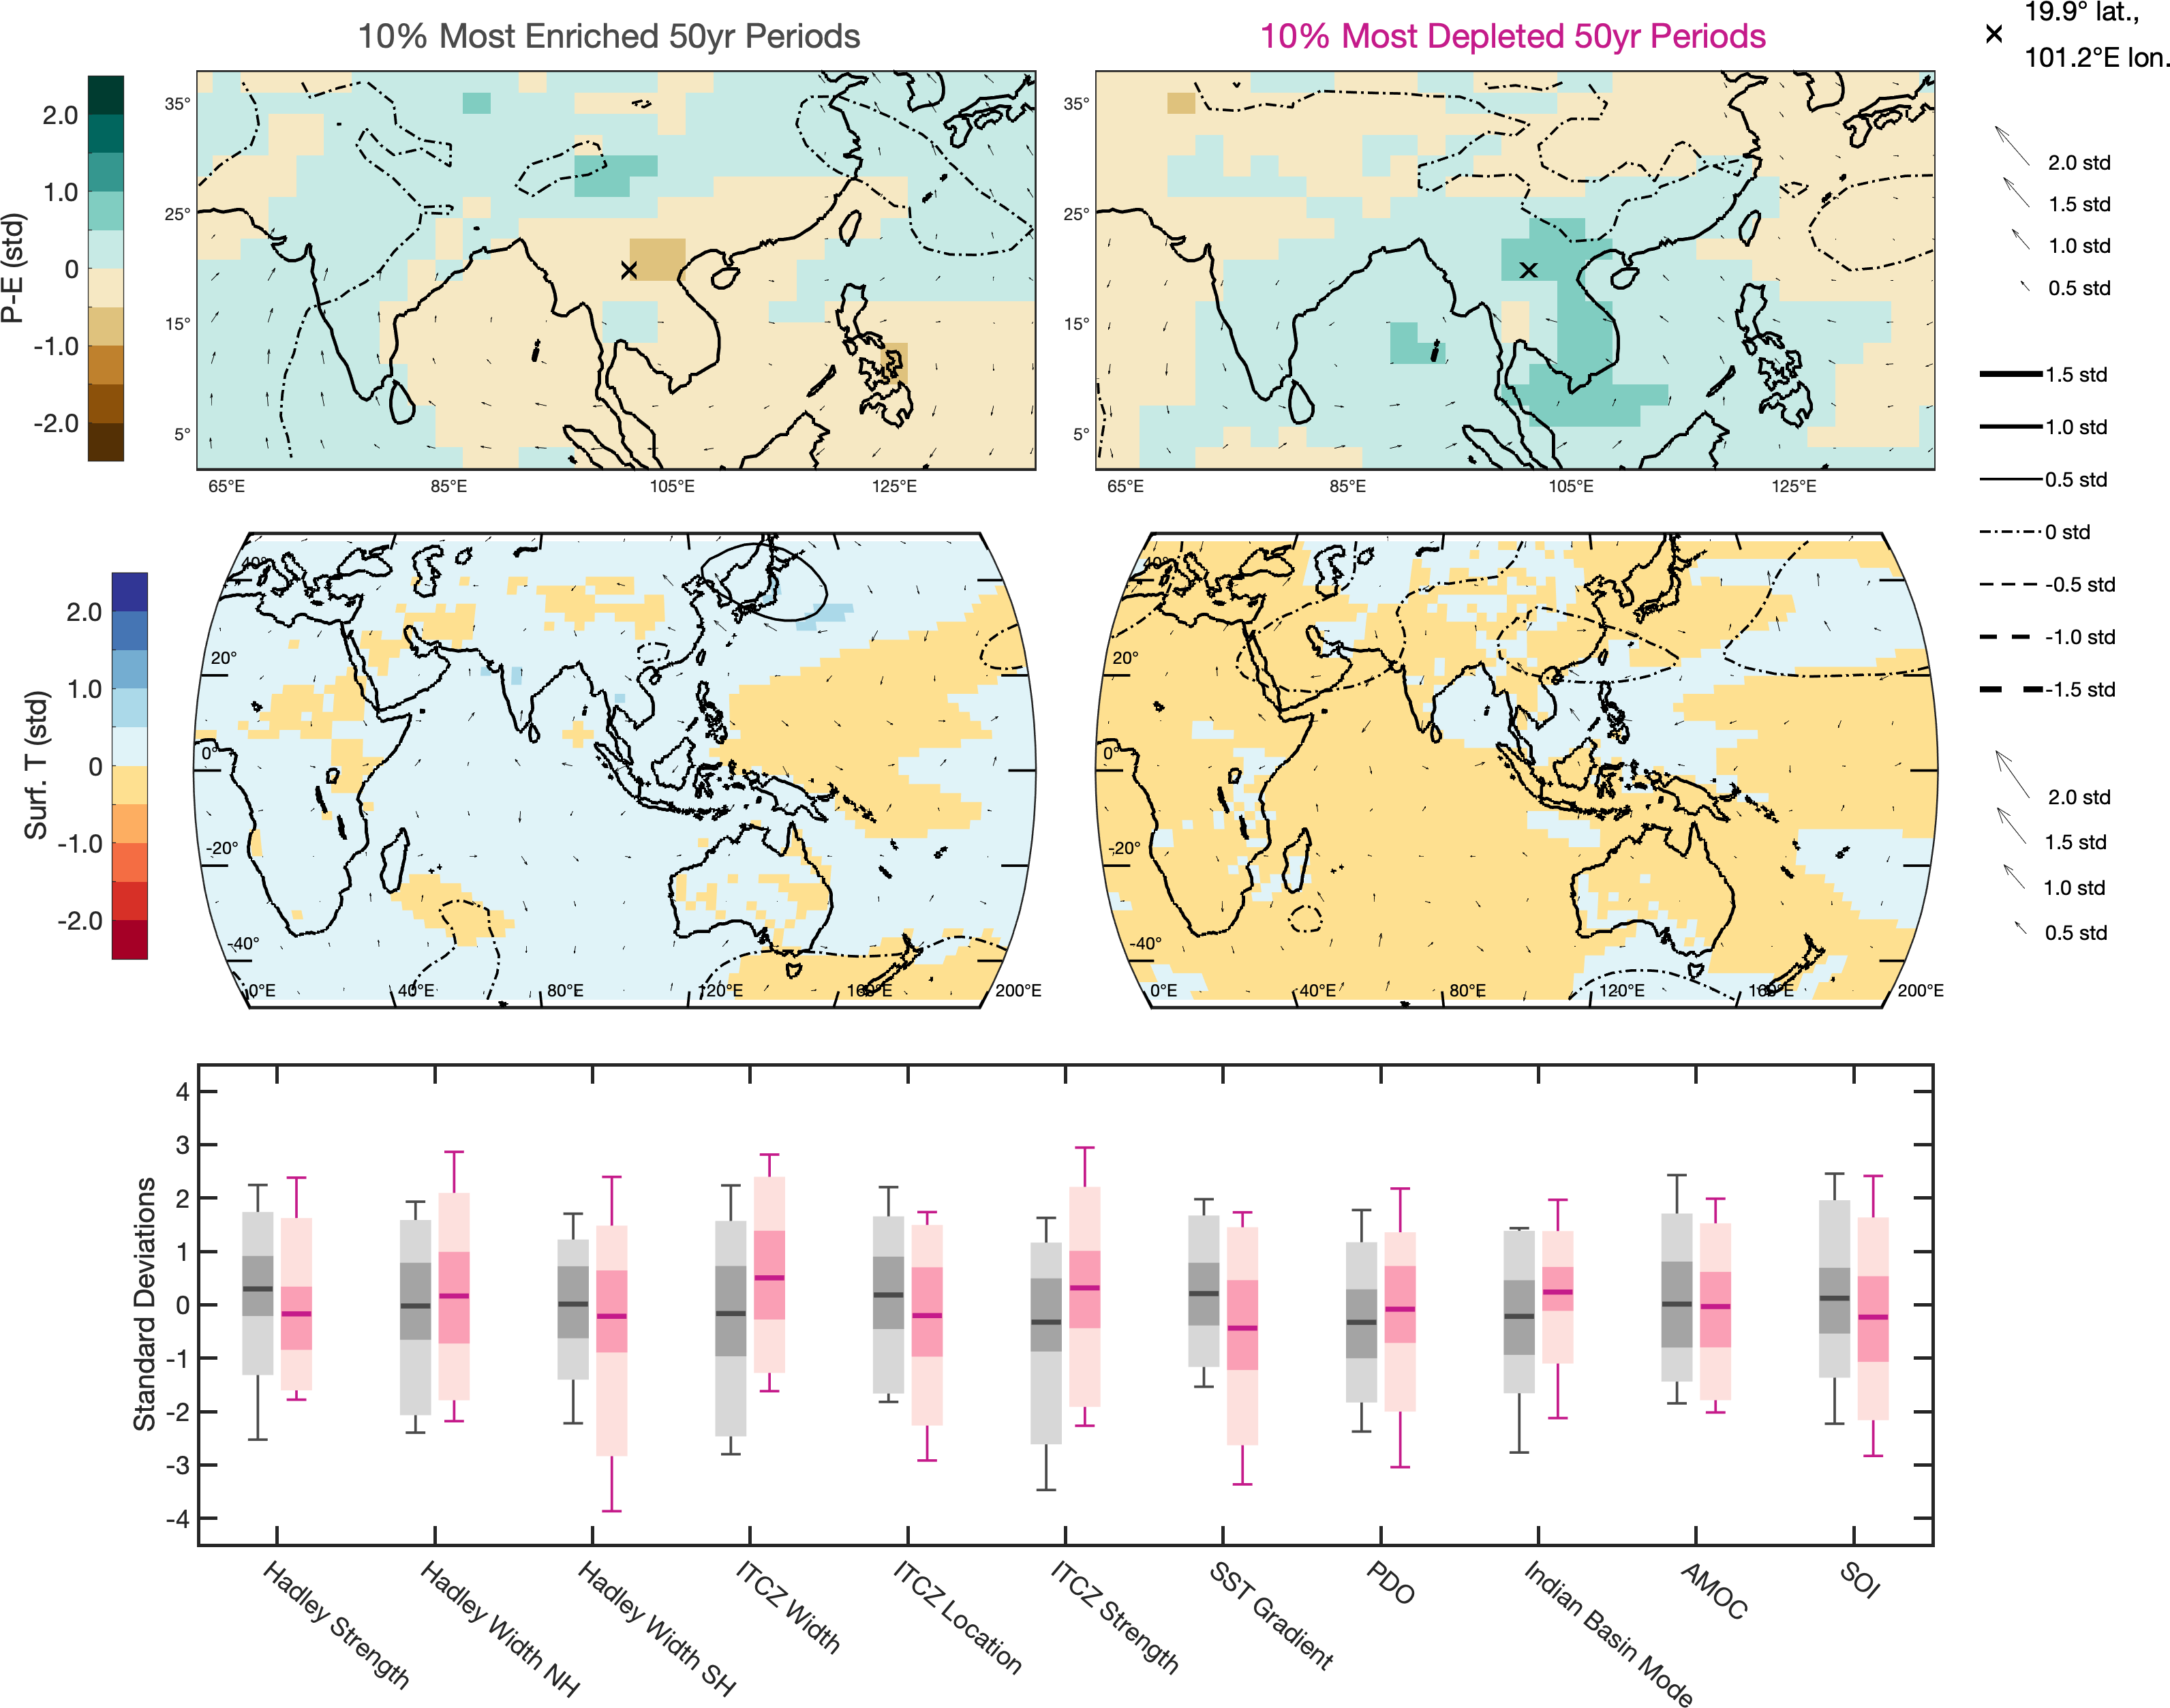 10% Most Enriched 50yr Periods
10% Most Depleted 50yr Periods
19.9° lat.,
101.2°E lon.
P-E (std)
2.0
1.0
0
-1.0
-2.0
35°
25°
15°
5°
65°E
85°E
105°E
125°E
35°
25°
15°
5°
65°E
85°E
105°E
125°E
2.0 std
1.5 std
1.0 std
0.5 std
1.5 std
1.0 std
0.5 std
0 std
-0.5 std
-1.0 std
-1.5 std
2.0 std
1.5 std
1.0 std
0.5 std
Surf. T (std)
2.0
1.0
0
-1.0
-2.0
40°
20°
0°
-20°
-40°
0°E
40°E
80°E
120°E
160°E
200°E
40°
20°
0°
-20°
-40°
0°E
40°E
80°E
120°E
160°E
200°E
Standard Deviations
4
3
2
1
0
-1
-2
-3
-4
Hadley Strength
Hadley Width NH
Hadley Width SH
ITCZ Width
ITCZ Location
ITCZ Strength
SST Gradient
PDO
Indian Basin Mode
AMOC
SOI